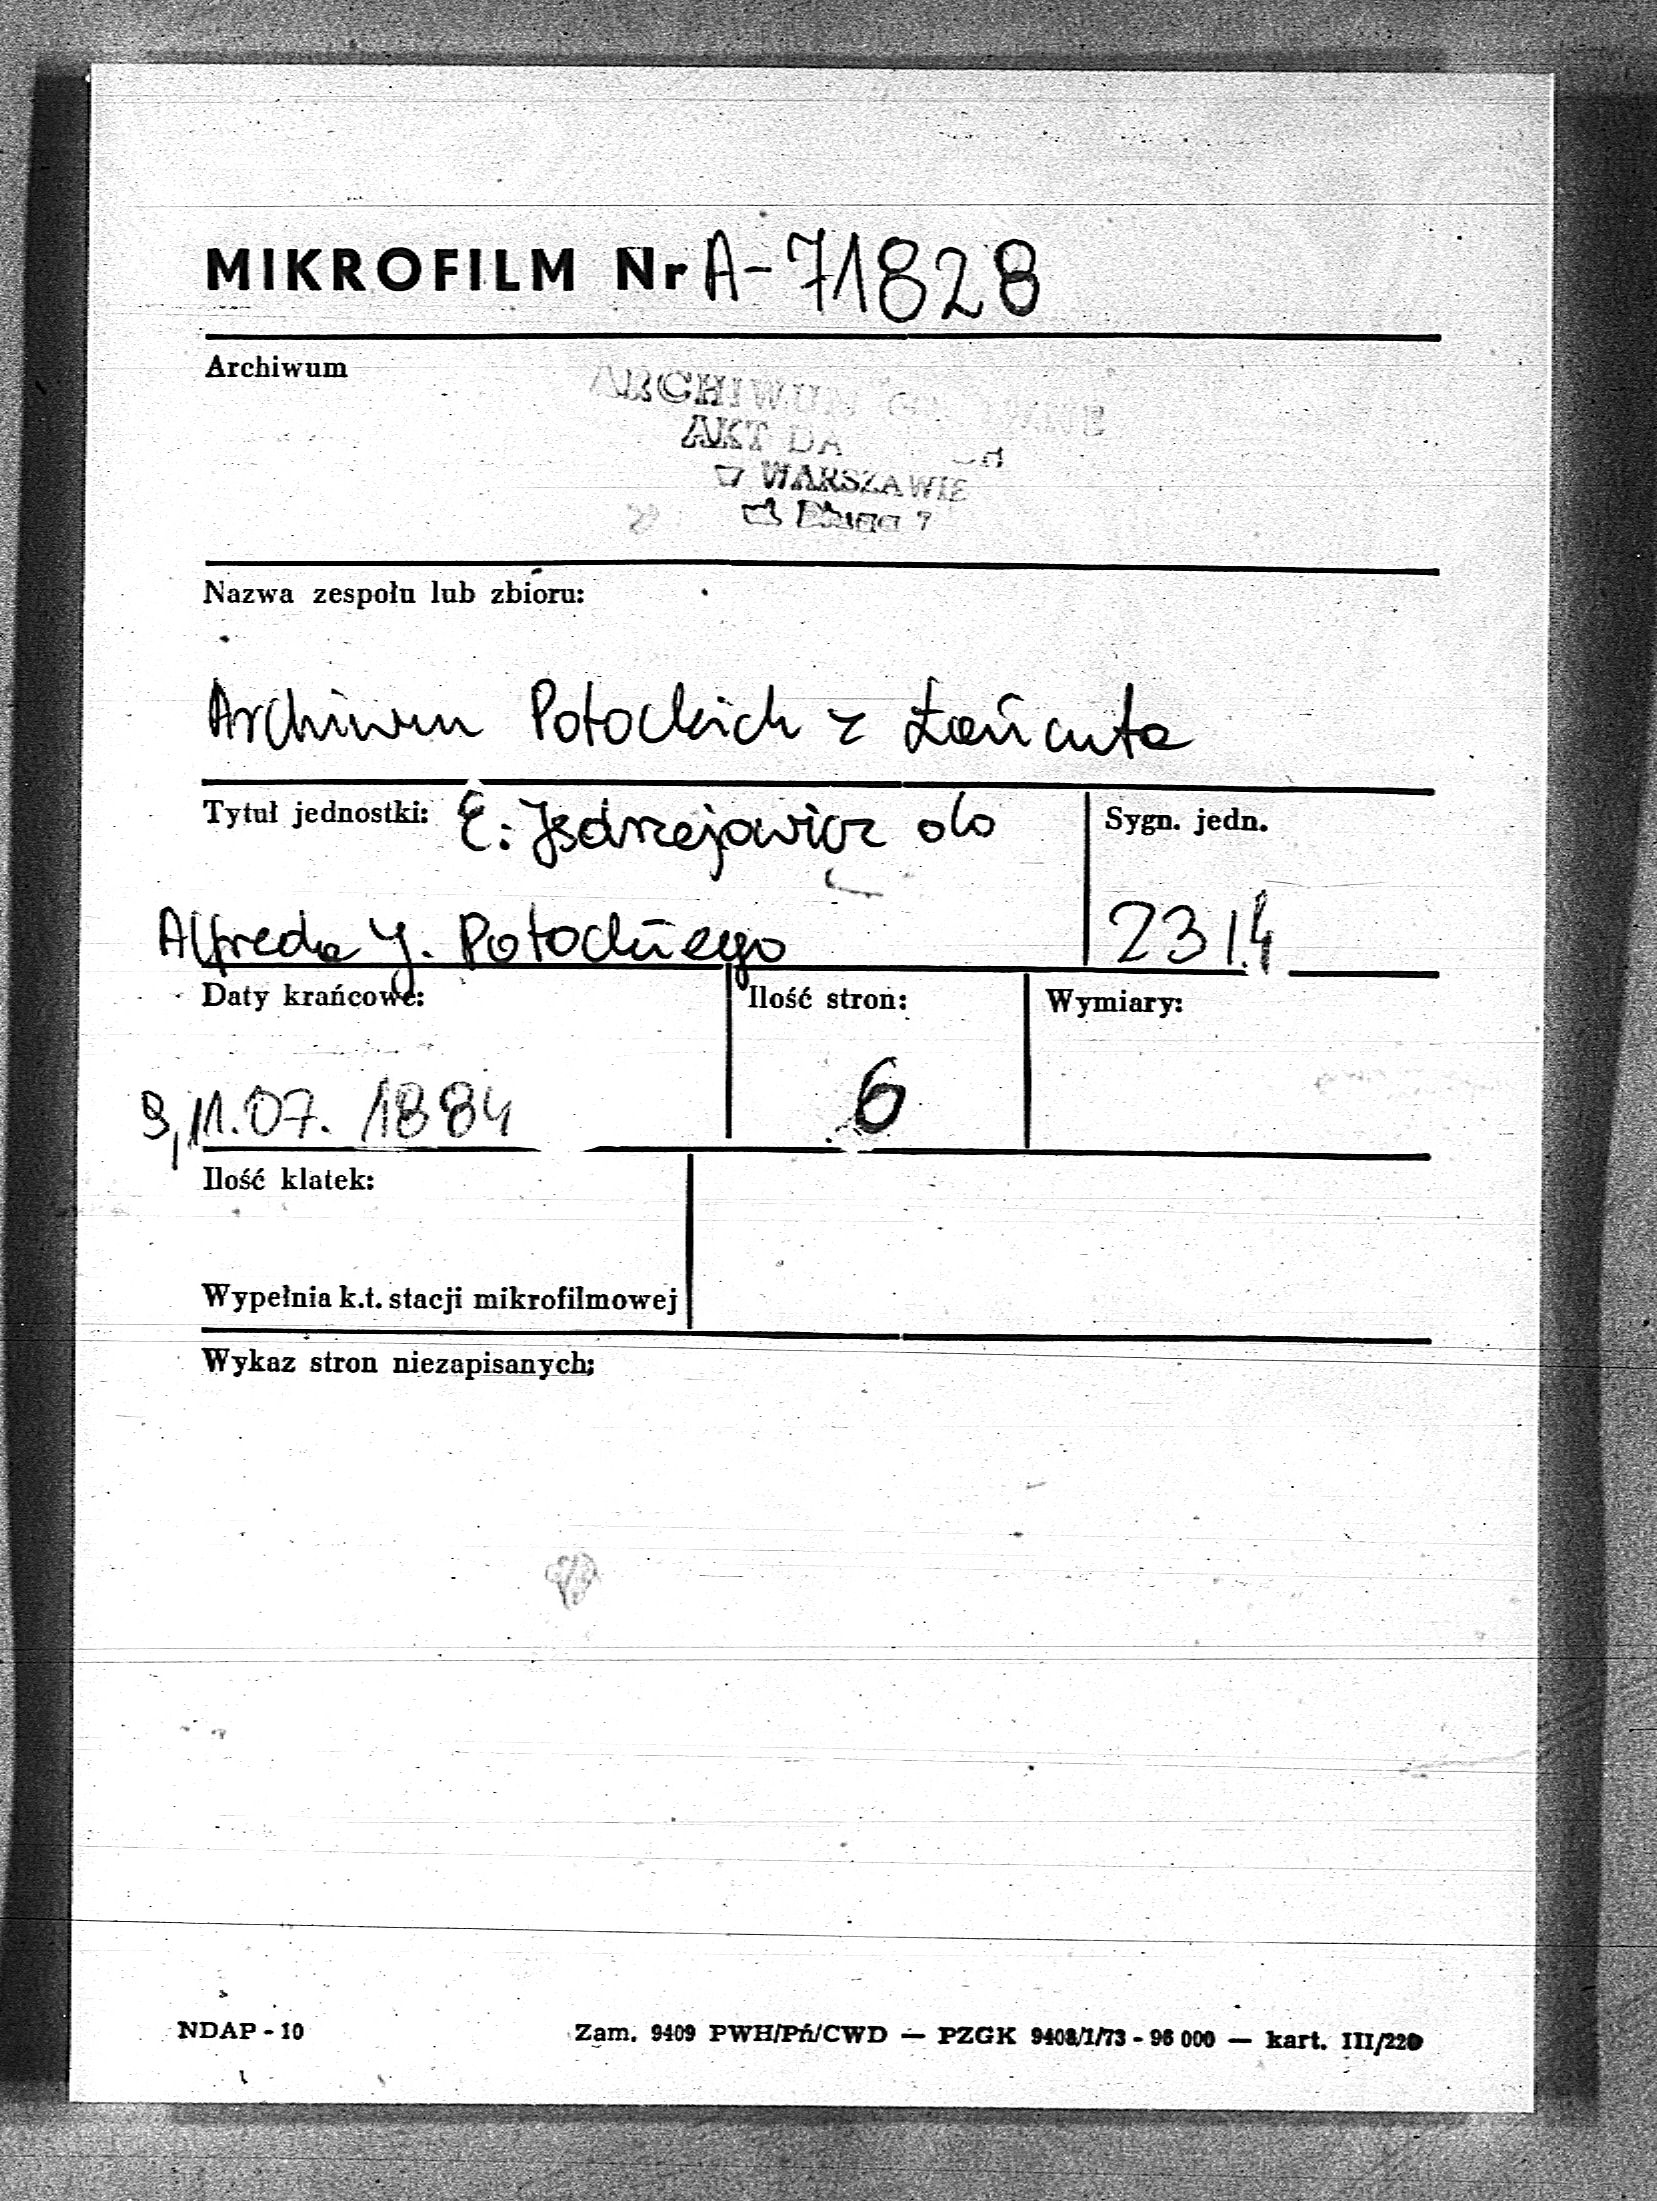 MIKROFILM Nr A-71828
Archiwum
ARCHIWUM
AKT
W WARSZAWIE
ul Długa 7
Nazwa zespołu lub zbioru:
Archiwum Potockich z Łańcuta
Tytuł jednostki: E. Jędrzejowicz do
Sygn. jedn.
Alfreda J. Potockiego
2314
Daty krańcowe:
Ilość stron:
Wymiary:
9,11.07. 1884
6
Ilość klatek:
Wypełnia k.t. stacji mikrofilmowej
Wykaz stron niezapisanych:
NDAP - 10
Zam. 9409 PWH/Pń/CWD — PZGK 9408/1/73 - 96 000 — kart. III/220